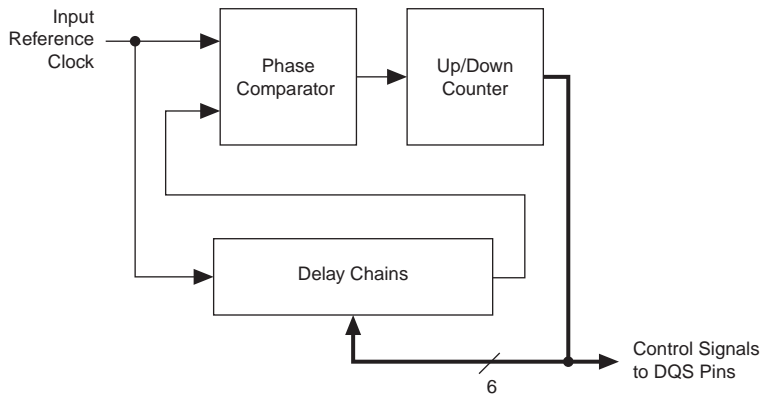 Input
Reference
Clock
Phase
Comparator
Up/Down
Counter
Delay Chains
6
Control Signals
to DQS Pins